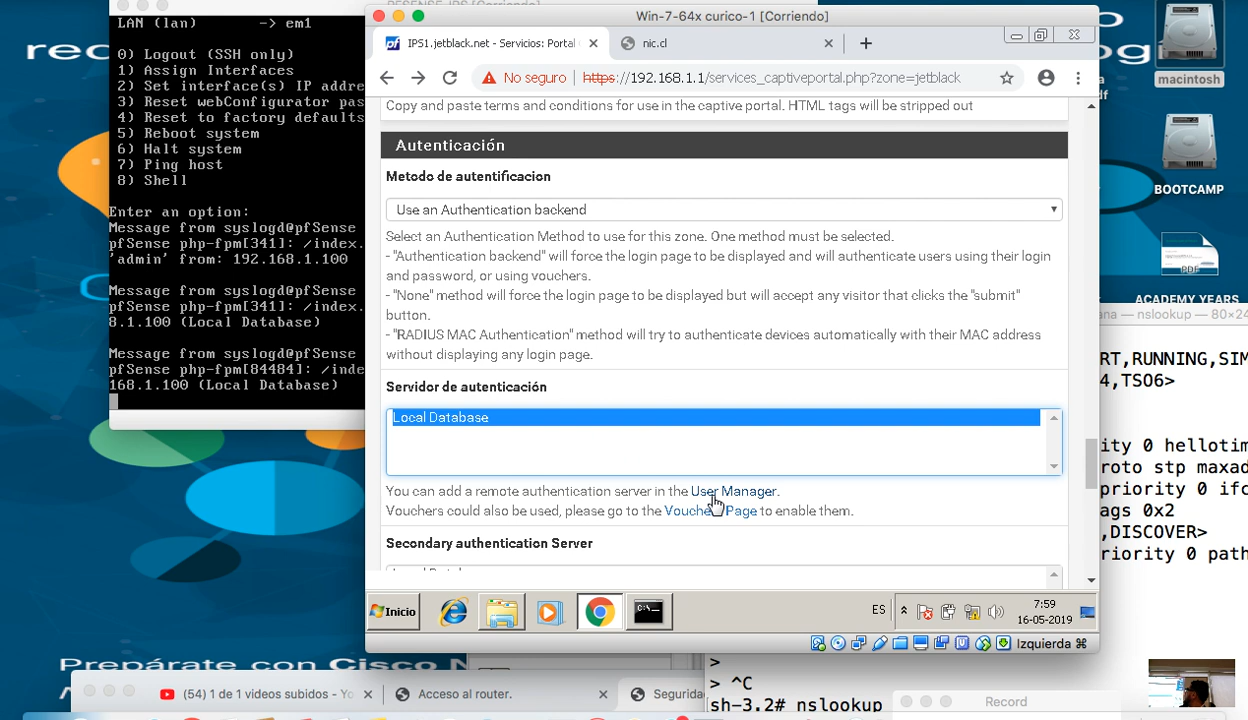 LAN (lan) -> em1
0) Logout (SSH only)
1) Assign Interfaces
2) Set interface(s) IP addre
3) Reset webConfigurator pas
4) Reset to factory defaults
5) Reboot system
6) Halt system
7) Ping host
8) Shell
Enter an option:
Message from syslogd@pfSense
pfSense php-fpm[341]: /index.
'admin' from: 192.168.1.100
Message from syslogd@pfSense
pfSense php-fpm[341]: /index.
8.1.100 (Local Database)
Message from syslogd@pfSense
pfSense php-fpm[84484]: /inde
168.1.100 (Local Database)
Win-7-64x curico-1 [Corriendo]
IPS1.jetblack.net - Servicios: Portal
nic.cl
No seguro | https://192.168.1.1/services_captiveportal.php?zone=jetblack
Copy and paste terms and conditions for use in the captive portal. HTML tags will be stripped out
Autenticación
Metodo de autentificacion
Use an Authentication backend
Select an Authentication Method to use for this zone. One method must be selected.
- "Authentication backend" will force the login page to be displayed and will authenticate users using their login
and password, or using vouchers.
- "None" method will force the login page to be displayed but will accept any visitor that clicks the "submit"
button.
- "RADIUS MAC Authentication" method will try to authenticate devices automatically with their MAC address
without displaying any login page.
Servidor de autenticación
Local Database
You can add a remote authentication server in the User Manager.
Vouchers could also be used, please go to the Vouchers Page to enable them.
Secondary authentication Server
Inicio
C:\_
ES
7:59
16-05-2019
Izquierda ⌘
macintosh
BOOTCAMP
PDF
ACADEMY YEARS
— nslookup — 80×24
RT,RUNNING,SIM
4,TSO6>
ity 0 hellotim
roto stp maxad
priority 0 ifc
ags 0x2
,DISCOVER>
riority 0 path
>
> ^C
sh-3.2# nslookup
Prepárate con Cisco N
(54) 1 de 1 videos subidos - Yo
Acceso al router.
Segurida
Record